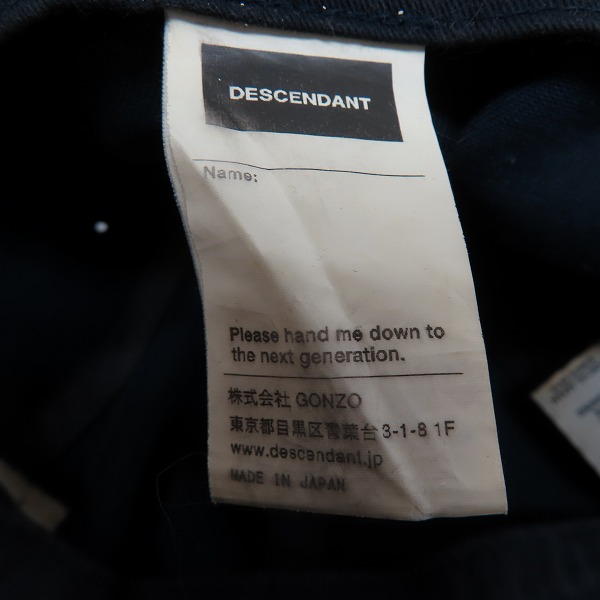 DESCENDANT
Name:
Please hand me down to
the next generation.
株式会社 GONZO
東京都目黒区青葉台3-1-8 1F
www.descendant.jp
MADE IN JAPAN